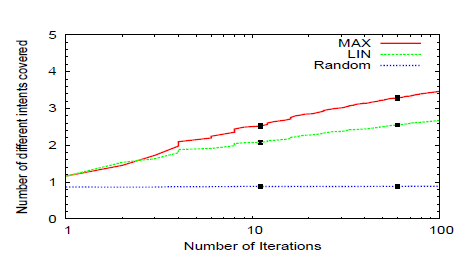 Number of different intents covered
5
4
3
2
1
0
MAX
LIN
Random
1
10
100
Number of Iterations